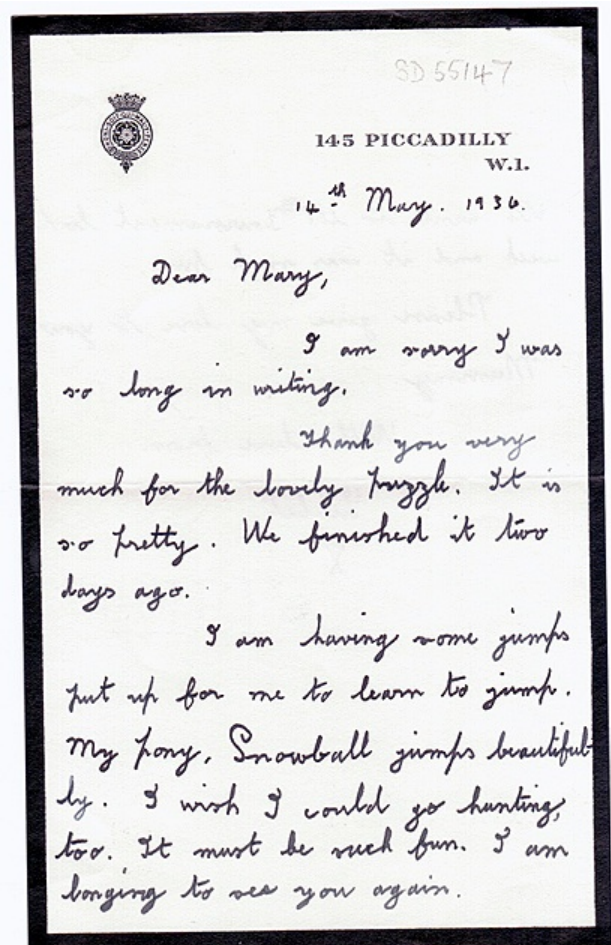 SD 55147
145 PICCADILLY
W.1.
14th May. 1936.
Dear Mary,
I am sorry I was
so long in writing.
Thank you very
much for the lovely puzzle. It is
so pretty. We finished it two
days ago.
I am having some jumps
put up for me to learn to jump.
My pony, Snowball jumps beautiful-
ly. I wish I could go hunting,
too. It must be such fun. I am
longing to see you again.